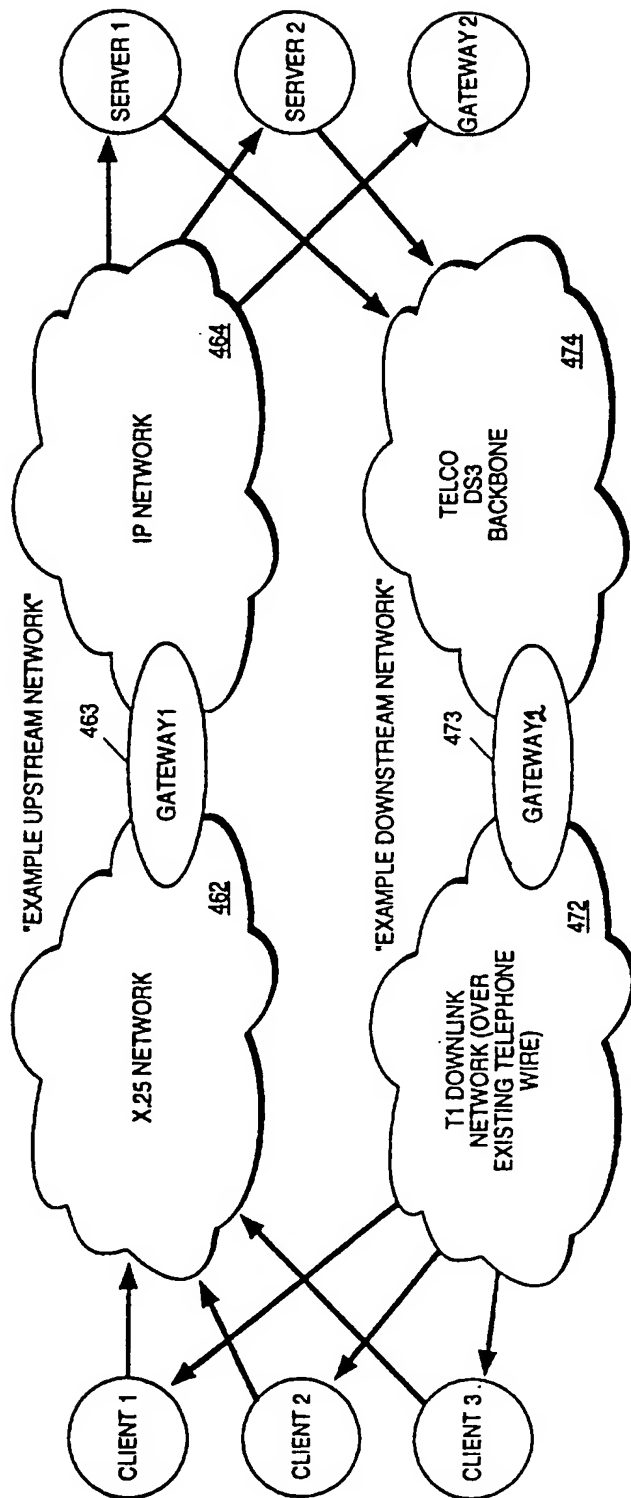 "EXAMPLE UPSTREAM NETWORK"
CLIENT 1
CLIENT 2
CLIENT 3 .
X.25 NETWORK
462
463
GATEWAY1
IP NETWORK
464
SERVER 1
SERVER 2
GATEWAY 2
"EXAMPLE DOWNSTREAM NETWORK"
T1 DOWNLINK
NETWORK (OVER
EXISTING TELEPHONE
WIRE)
472
473
GATEWAY2
TELCO
DS3
BACKBONE
474